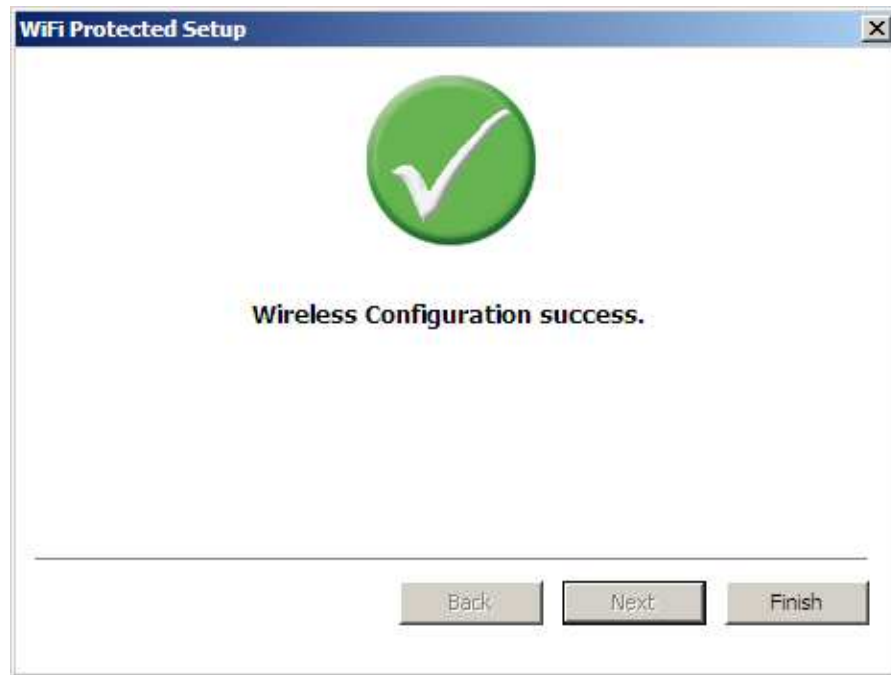 WiFi Protected Setup
Wireless Configuration success.
Back Next Finish